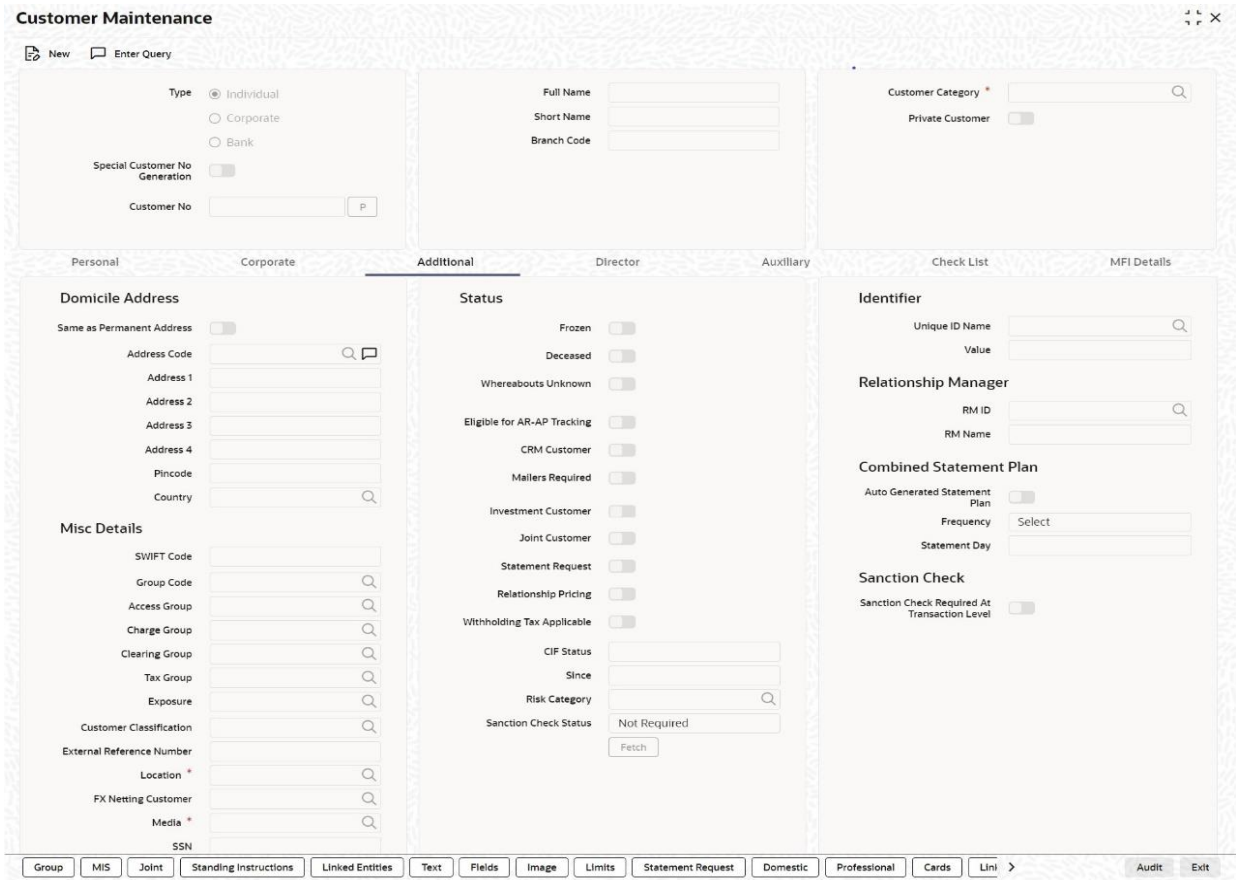 Customer Maintenance
New Enter Query
Type Individual
Corporate
Bank
Special Customer No
Generation
Customer No P
Full Name
Short Name
Branch Code
Customer Category *
Private Customer
Personal Corporate Additional Director Auxiliary Check List MFI Details
Domicile Address
Same as Permanent Address
Address Code
Address 1
Address 2
Address 3
Address 4
Pincode
Country
Misc Details
SWIFT Code
Group Code
Access Group
Charge Group
Clearing Group
Tax Group
Exposure
Customer Classification
External Reference Number
Location *
FX Netting Customer
Media *
SSN
Status
Frozen
Deceased
Whereabouts Unknown
Eligible for AR-AP Tracking
CRM Customer
Mailers Required
Investment Customer
Joint Customer
Statement Request
Relationship Pricing
Withholding Tax Applicable
CIF Status
Since
Risk Category
Sanction Check Status Not Required
Fetch
Identifier
Unique ID Name
Value
Relationship Manager
RM ID
RM Name
Combined Statement Plan
Auto Generated Statement
Plan
Frequency Select
Statement Day
Sanction Check
Sanction Check Required At
Transaction Level
Group MIS Joint Standing Instructions Linked Entities Text Fields Image Limits Statement Request Domestic Professional Cards Lin Audit Exit